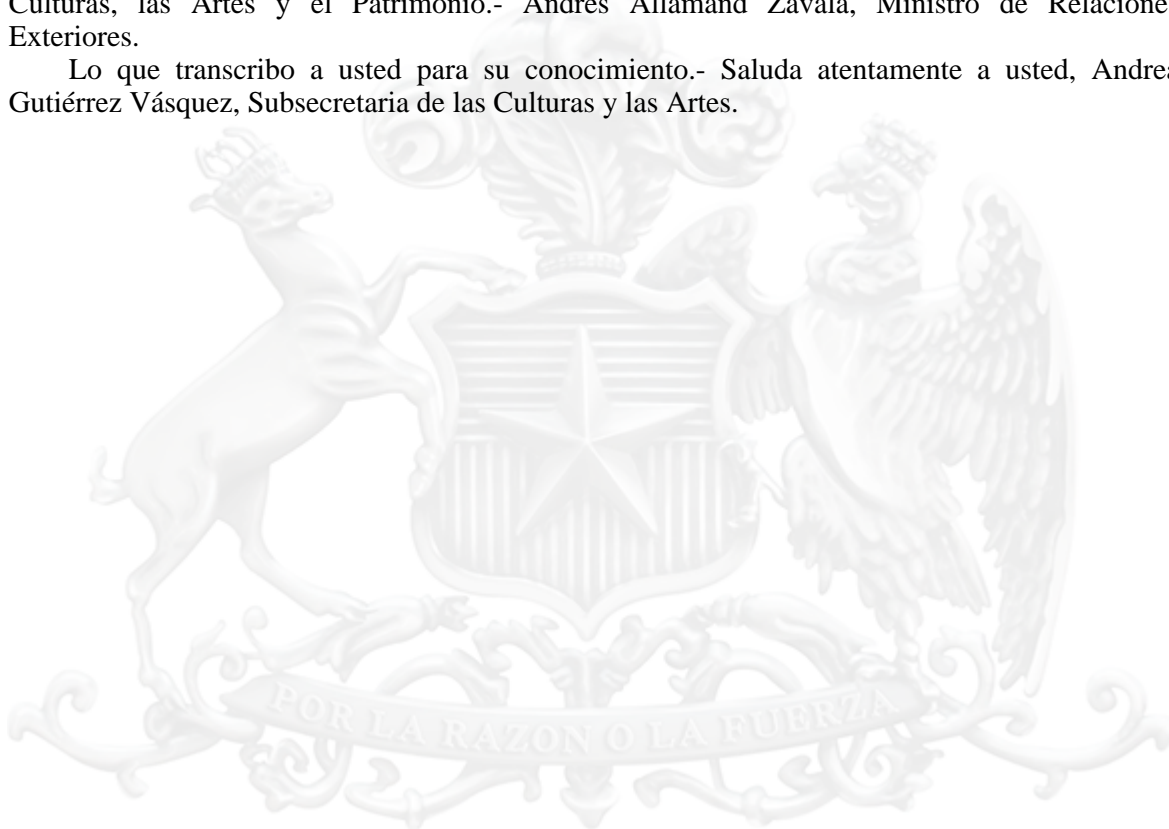 Culturas, las Artes y el Patrimonio.- Andrés Allamand Zavala, Ministro de Relacione
Exteriores.
Lo que transcribo a usted para su conocimiento.- Saluda atentamente a usted, Andrea
Gutiérrez Vásquez, Subsecretaria de las Culturas y las Artes.
POR LA RAZON O LA FUERZA